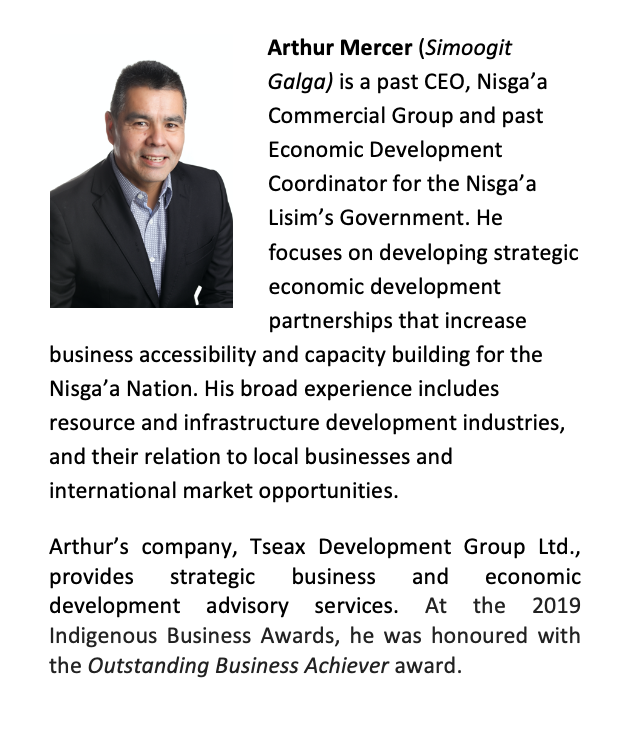 Arthur Mercer (Simoogit
Galga) is a past CEO, Nisga’a
Commercial Group and past
Economic Development
Coordinator for the Nisga’a
Lisim’s Government. He
focuses on developing strategic
economic development
partnerships that increase
business accessibility and capacity building for the
Nisga’a Nation. His broad experience includes
resource and infrastructure development industries,
and their relation to local businesses and
international market opportunities.
Arthur’s company, Tseax Development Group Ltd.,
provides strategic business and economic
development advisory services. At the 2019
Indigenous Business Awards, he was honoured with
the Outstanding Business Achiever award.